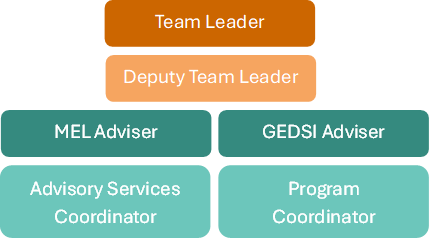 Team Leader
Deputy Team Leader
MEL Adviser
GEDSI Adviser
Advisory Services
Coordinator
Program
Coordinator